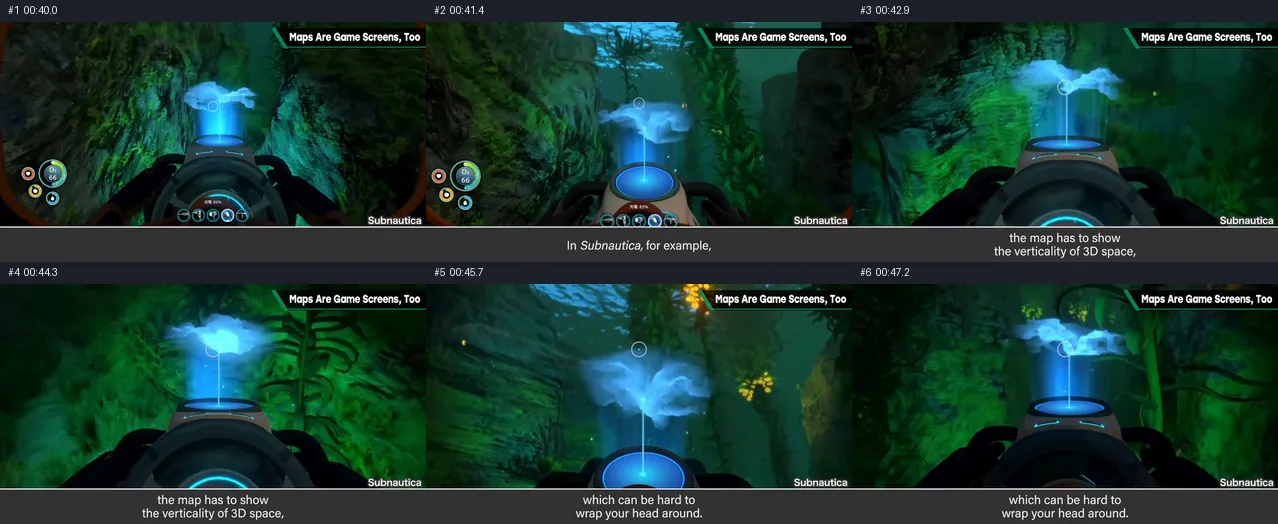 #1 00:40.0
Maps Are Game Screens, Too
O₂
66
Subnautica
#2 00:41.4
Maps Are Game Screens, Too
O₂
66
Subnautica
In Subnautica, for example,
#3 00:42.9
Maps Are Game Screens, Too
Subnautica
the map has to show
the verticality of 3D space,
#4 00:44.3
Maps Are Game Screens, Too
Subnautica
the map has to show
the verticality of 3D space,
#5 00:45.7
Maps Are Game Screens, Too
Subnautica
which can be hard to
wrap your head around.
#6 00:47.2
Maps Are Game Screens, Too
Subnautica
which can be hard to
wrap your head around.